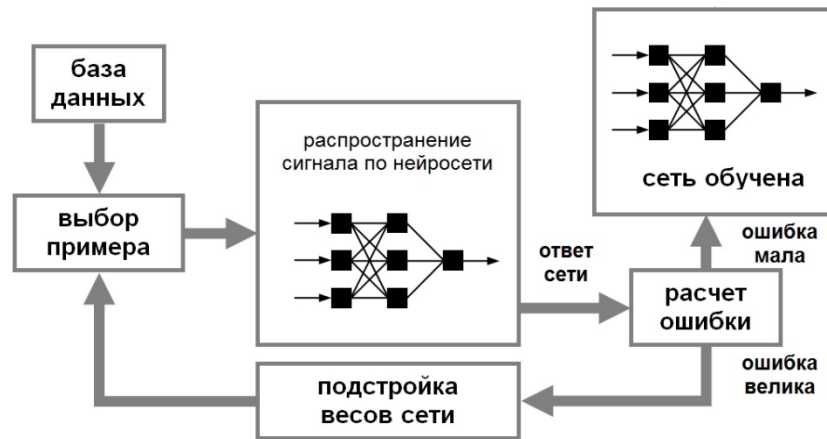 база
данных
выбор
примера
распространение
сигнала по нейросети
ответ
сети
сеть обучена
ошибка
мала
расчет
ошибки
ошибка
велика
подстройка
весов сети